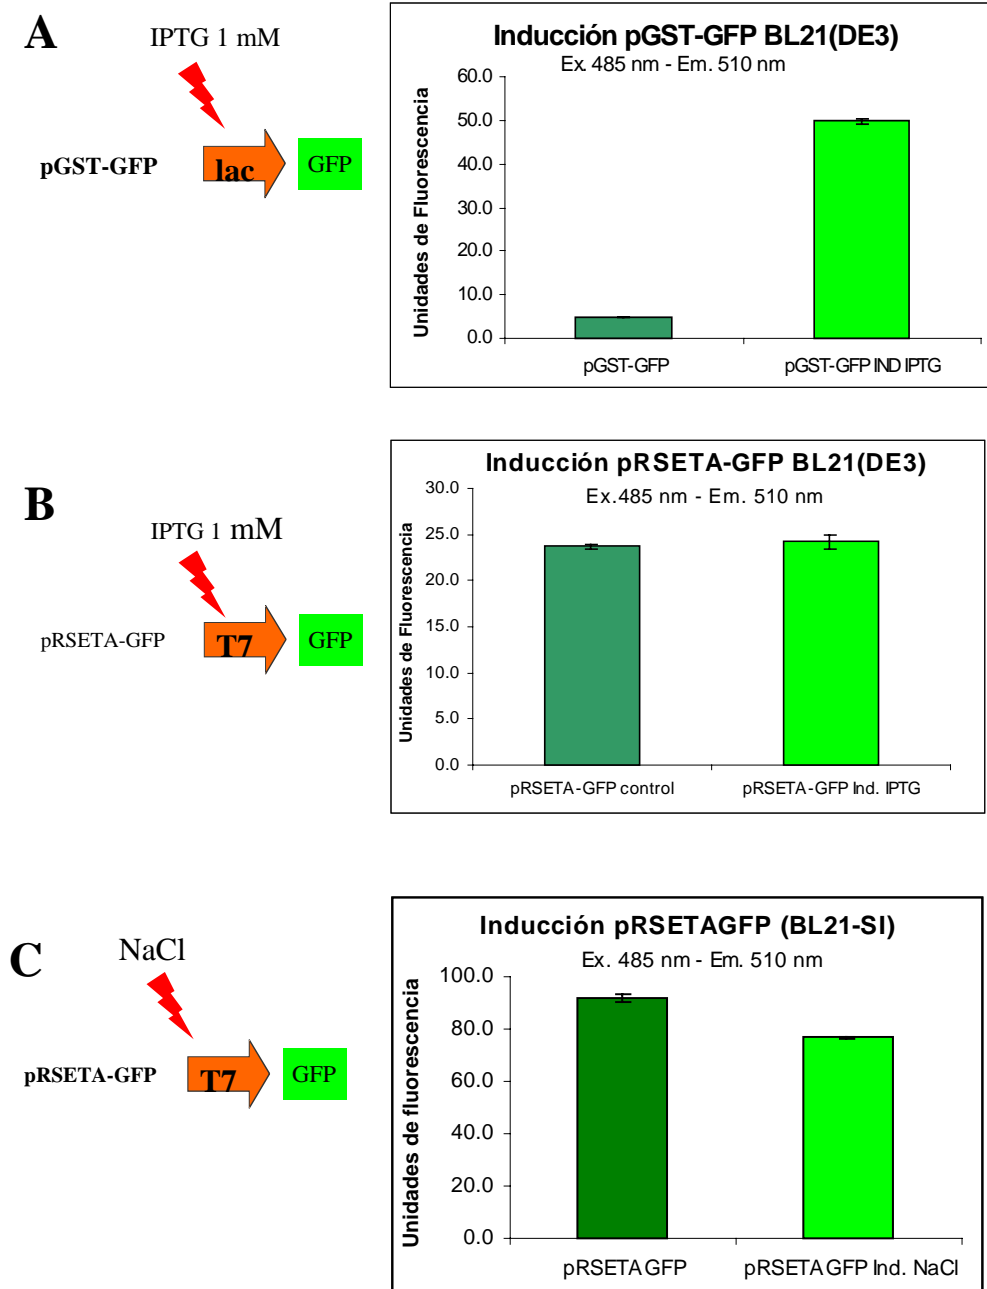 A
IPTG 1 mM
pGST-GFP
lac
GFP
Inducción pGST-GFP BL21(DE3)
Ex. 485 nm - Em. 510 nm
Unidades de Fluorescencia
60.0
50.0
40.0
30.0
20.0
10.0
0.0
pGST-GFP
pGST-GFP IND IPTG
B
IPTG 1 mM
pRSETA-GFP
T7
GFP
Inducción pRSETA-GFP BL21(DE3)
Ex.485 nm - Em. 510 nm
Unidades de Fluorescencia
30.0
25.0
20.0
15.0
10.0
5.0
0.0
pRSETA-GFP control
pRSETA-GFP Ind. IPTG
C
NaCl
pRSETA-GFP
T7
GFP
Inducción pRSETAGFP (BL21-SI)
Ex. 485 nm - Em. 510 nm
Unidades de fluorescencia
100.0
80.0
60.0
40.0
20.0
0.0
pRSETAGFP
pRSETAGFP Ind. NaCl